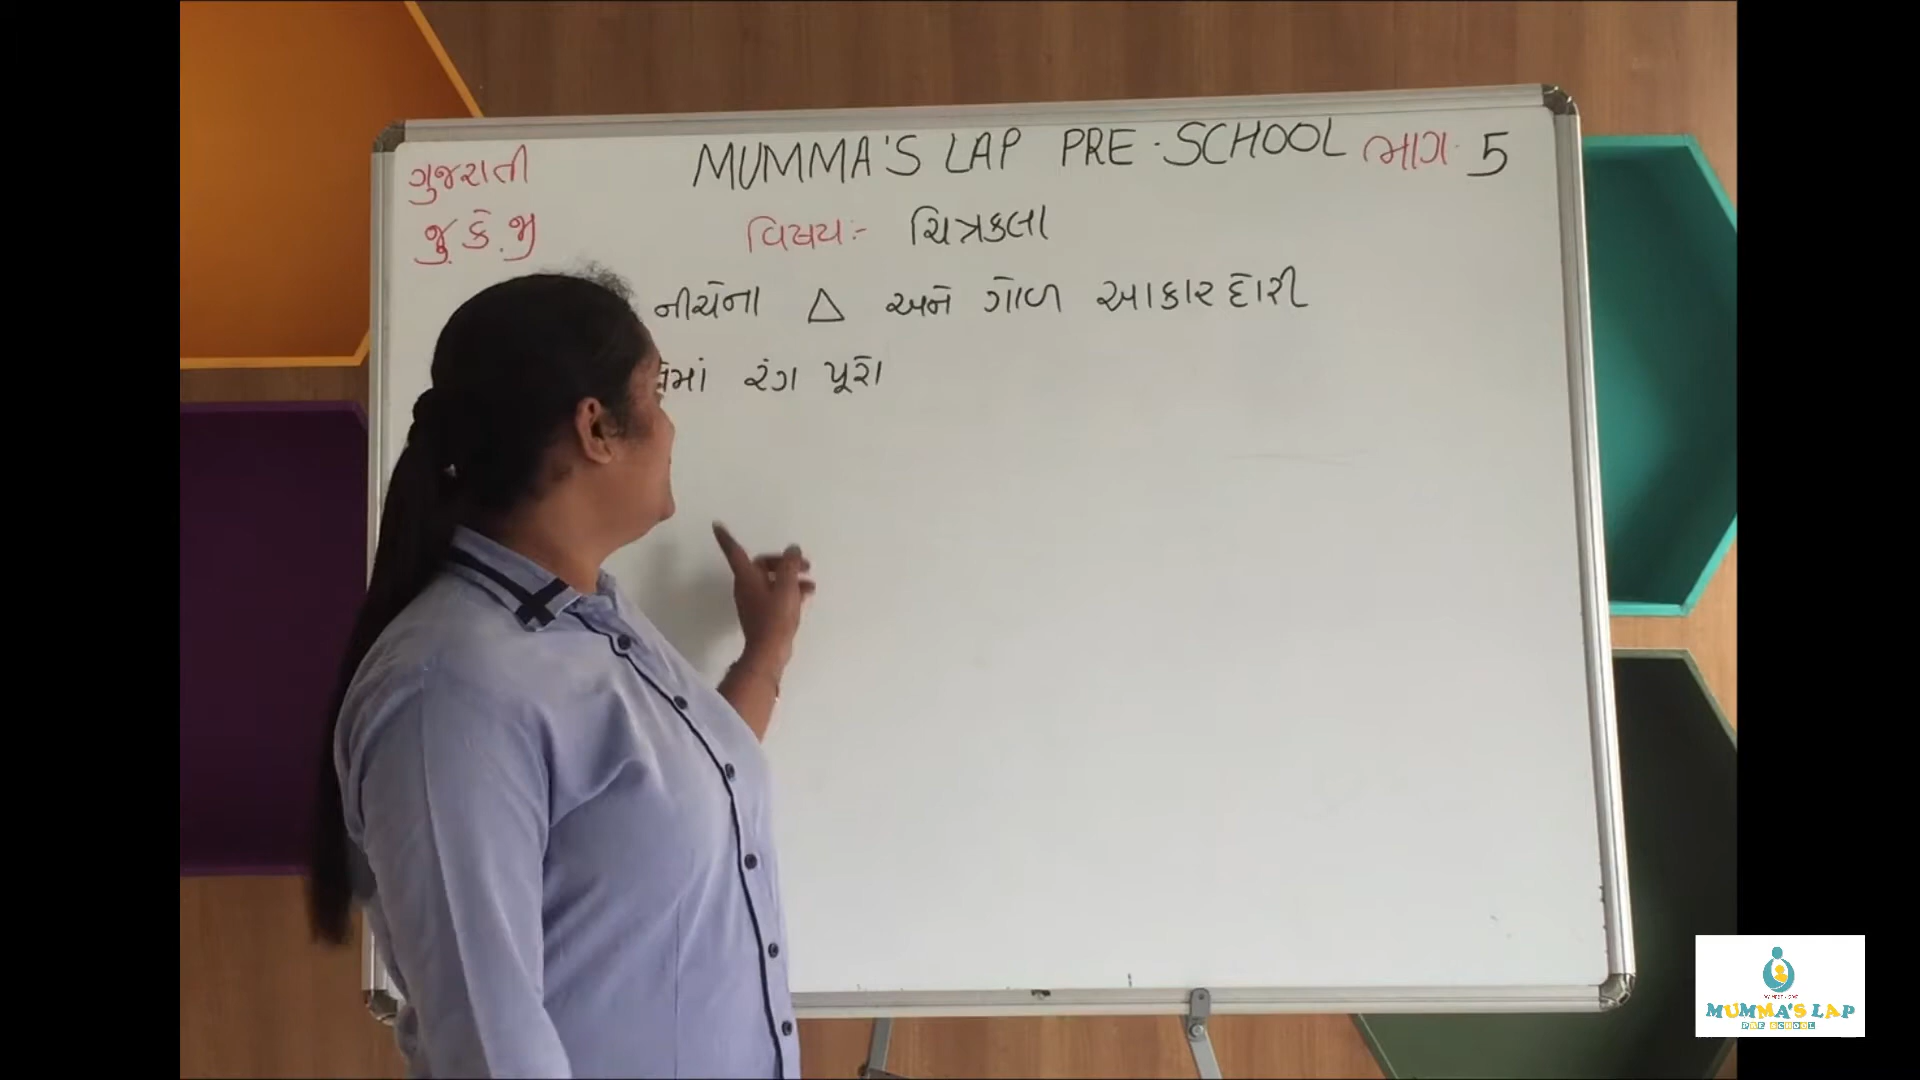 ગુજરાતી MUMMA'S LAP PRE-SCHOOL ભાગ 5
જુ.કે.જી વિષય:- ચિત્રકલા
નીચેના △ અને ગોળ આકાર દોરી
રંગ પૂરો
MUMMA'S LAP
PRE SCHOOL